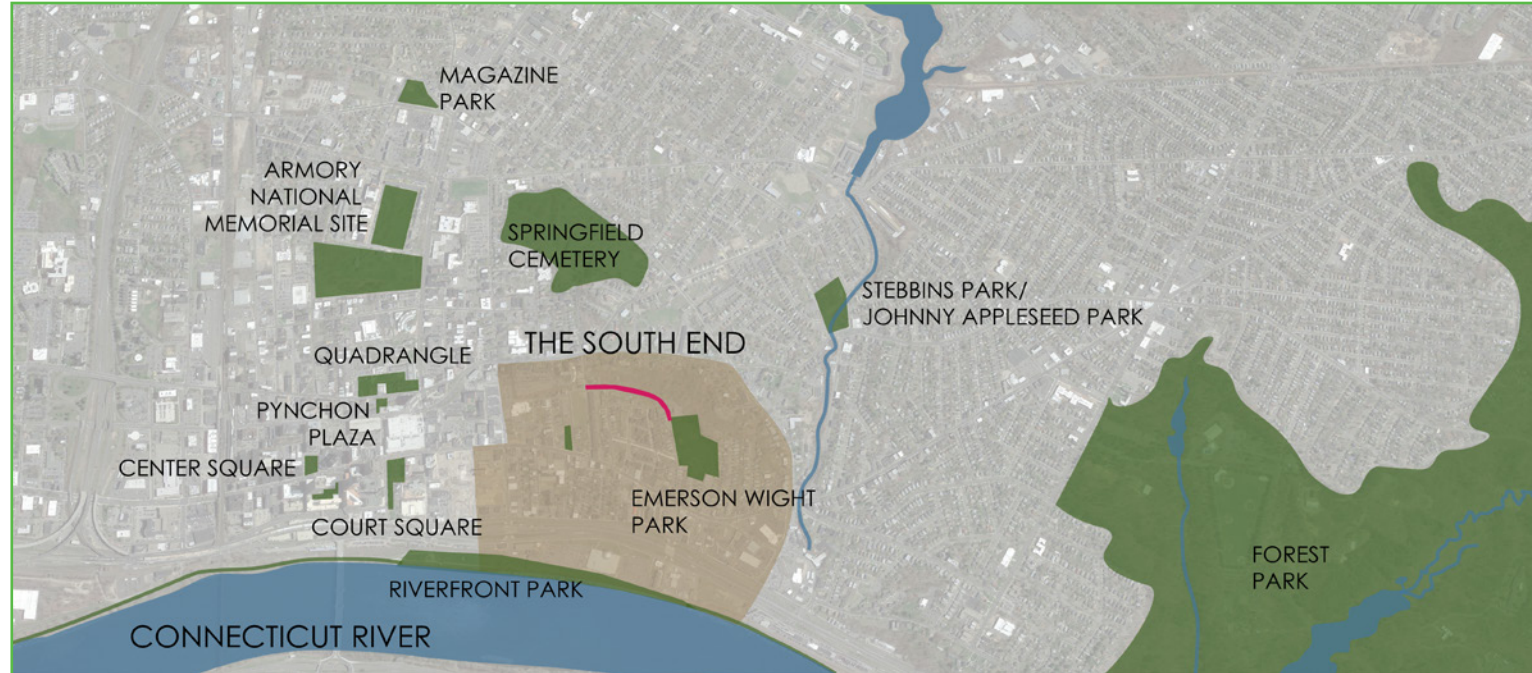 MAGAZINE
PARK
ARMORY
NATIONAL
MEMORIAL SITE
SPRINGFIELD
CEMETERY
STEBBINS PARK/
JOHNNY APPLESEED PARK
THE SOUTH END
QUADRANGLE
PYNCHON
PLAZA
CENTER SQUARE
COURT SQUARE
EMERSON WIGHT
PARK
RIVERFRONT PARK
FOREST
PARK
CONNECTICUT RIVER